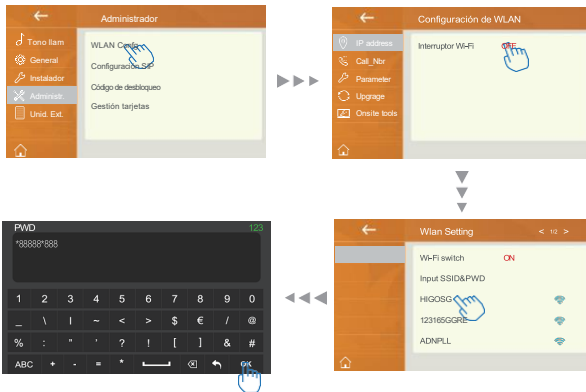 Administrador
Tono llam
General
Instalador
Administr.
Unid. Ext.
WLAN Config
Configuración SIP
Código de desbloqueo
Gestión tarjetas
Configuración de WLAN
IP address
Call_Nbr
Parameter
Upgrage
Onsite tools
Interruptor Wi-Fi OFF
Wlan Setting < 1/2 >
Wi-Fi switch ON
Input SSID&PWD
HIGOSG
123165GGRE
ADNPLL
PWD 123
*88888*888
1 2 3 4 5 6 7 8 9 0
_ \ | ~ < > $ € / @
% : " ' ? ! [ ] & #
ABC + - = * OK